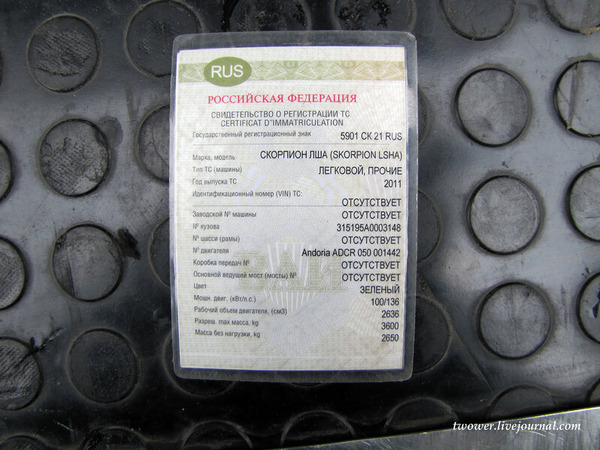 RUS
РОССИЙСКАЯ ФЕДЕРАЦИЯ
СВИДЕТЕЛЬСТВО О РЕГИСТРАЦИИ ТС
CERTIFICAT D'IMMATRICULATION
Государственный регистрационный знак 5901 СК 21 RUS
Марка, модель СКОРПИОН ЛША (SKORPION LSHA)
Тип ТС (машины) ЛЕГКОВОЙ, ПРОЧИЕ
Год выпуска ТС 2011
Идентификационный номер (VIN) ТС:
ОТСУТСТВУЕТ
Заводской № машины ОТСУТСТВУЕТ
№ кузова 315195А0003148
№ шасси (рамы) ОТСУТСТВУЕТ
№ двигателя Andoria ADCR 050 001442
Коробка передач № ОТСУТСТВУЕТ
Основной ведущей мост (мосты) № ОТСУТСТВУЕТ
Цвет ЗЕЛЕНЫЙ
Мощн. двиг. (кВт/л.с.) 100/136
Рабочий объем двигателя, (см3) 2636
Разреш. max масса, kg 3600
Масса без нагрузки, kg 2650
twower.livejournal.com